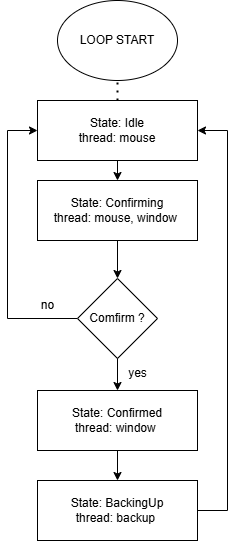 LOOP START
State: Idle
thread: mouse
State: Confirming
thread: mouse, window
Comfirm ?
no
yes
State: Confirmed
thread: window
State: BackingUp
thread: backup